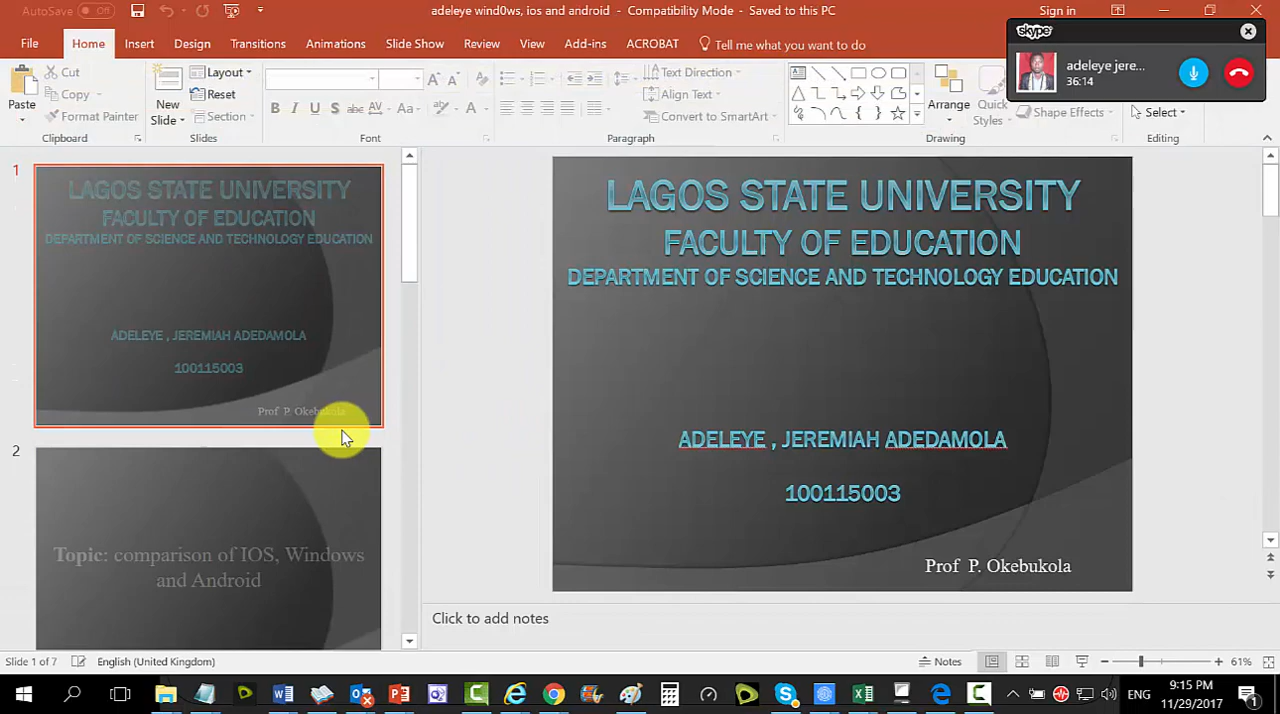 AutoSave Off
adeleye wind0ws, ios and android - Compatibility Mode - Saved to this PC
Sign in
File Home Insert Design Transitions Animations Slide Show Review View Add-ins ACROBAT Tell me what you want to do
skype
adeleye jere...
36:14
Paste
Cut
Copy
Format Painter
Clipboard
New Slide
Layout
Reset
Section
Slides
B I U S abc AV Aa A
Font
Text Direction
Align Text
Convert to SmartArt
Paragraph
Arrange
Quick Styles
Shape Effects
Drawing
Select
Editing
1
LAGOS STATE UNIVERSITY
FACULTY OF EDUCATION
DEPARTMENT OF SCIENCE AND TECHNOLOGY EDUCATION
ADELEYE , JEREMIAH ADEDAMOLA
100115003
Prof P. Okebukola
2
Topic: comparison of IOS, Windows
and Android
LAGOS STATE UNIVERSITY
FACULTY OF EDUCATION
DEPARTMENT OF SCIENCE AND TECHNOLOGY EDUCATION
ADELEYE , JEREMIAH ADEDAMOLA
100115003
Prof P. Okebukola
Click to add notes
Slide 1 of 7 English (United Kingdom) Notes 61%
ENG
9:15 PM
11/29/2017
1